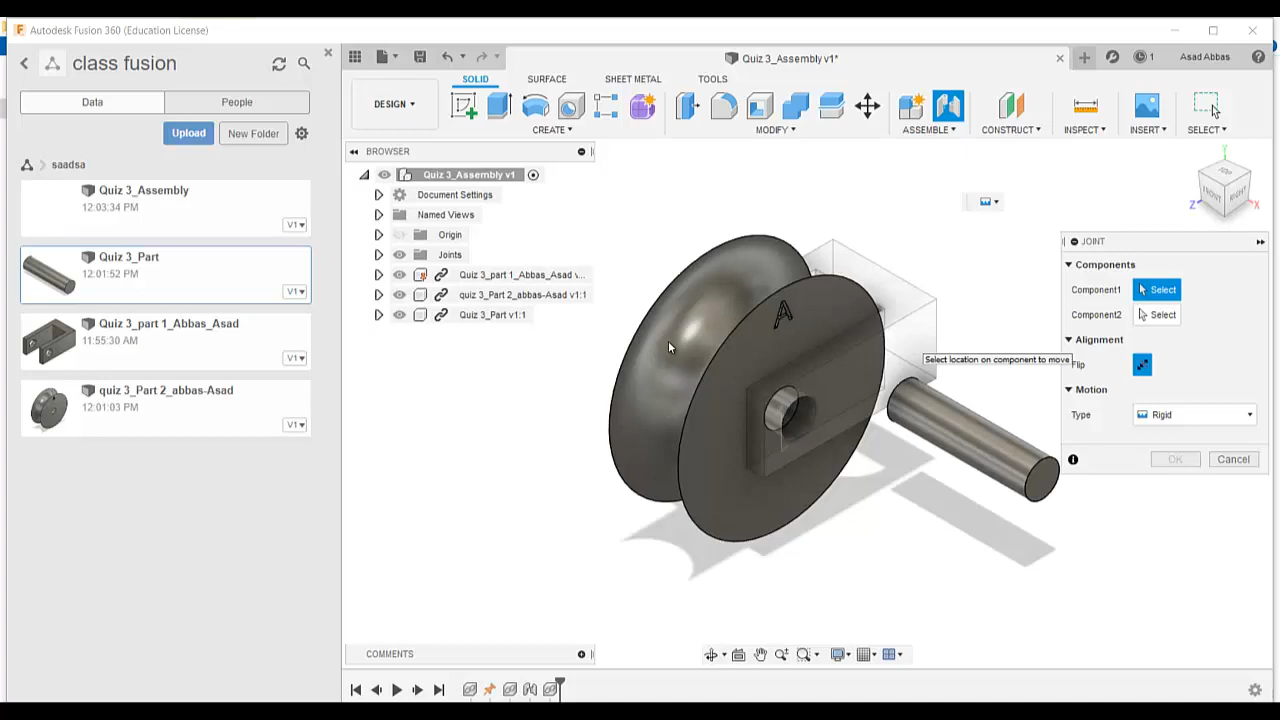 Autodesk Fusion 360 (Education License)
class fusion
Data
People
Upload
New Folder
saadsa
Quiz 3_Assembly
12:03:34 PM
V1
Quiz 3_Part
12:01:52 PM
V1
Quiz 3_part 1_Abbas_Asad
11:55:30 AM
V1
quiz 3_Part 2_abbas-Asad
12:01:03 PM
V1
Quiz 3_Assembly v1*
1
Asad Abbas
DESIGN
SOLID
SURFACE
SHEET METAL
TOOLS
CREATE
MODIFY
ASSEMBLE
CONSTRUCT
INSPECT
INSERT
SELECT
BROWSER
Quiz 3_Assembly v1
Document Settings
Named Views
Origin
Joints
Quiz 3_part 1_Abbas_Asad v...
quiz_3_Part 2_abbas-Asad v1:1
Quiz 3_Part v1:1
A
Select location on component to move
TOP
FRONT
RIGHT
Y
Z
X
JOINT
Components
Component1
Select
Component2
Select
Alignment
Flip
Motion
Type
Rigid
OK
Cancel
COMMENTS